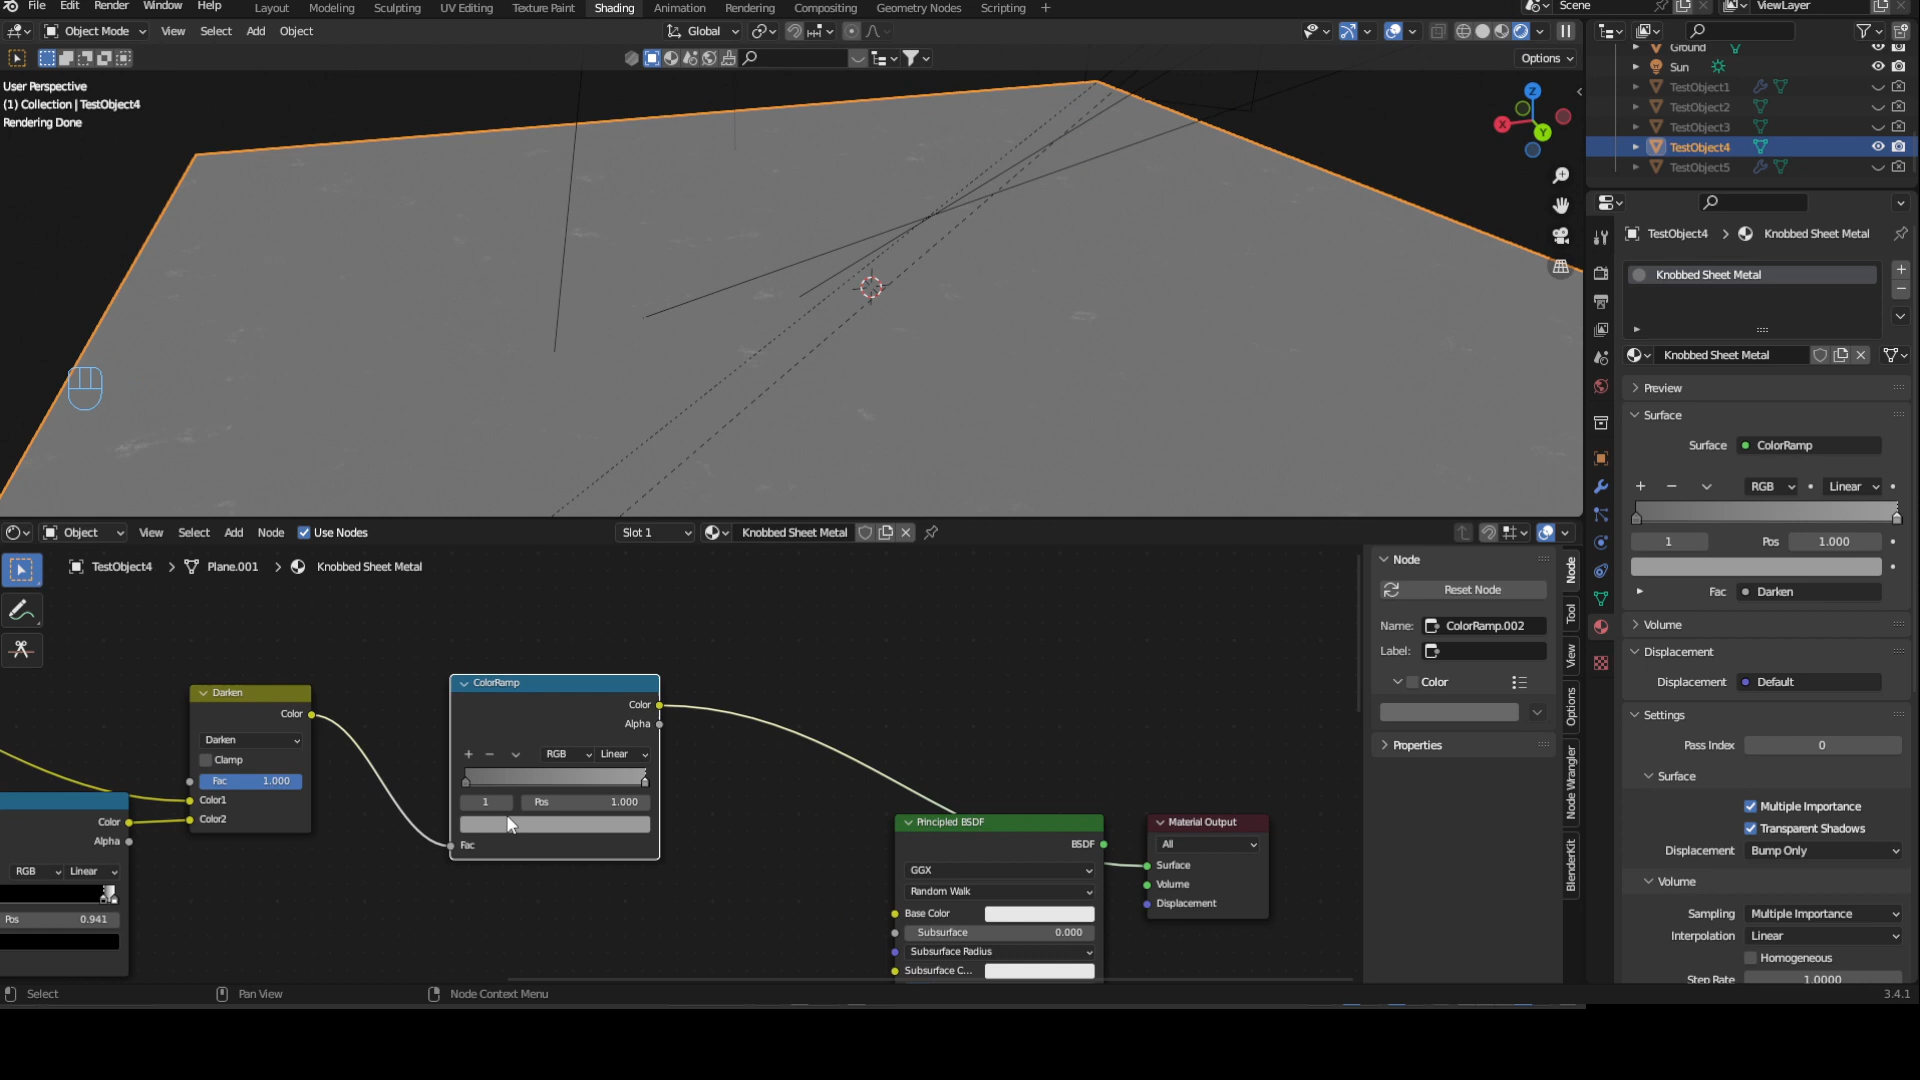 File Edit Render Window Help
Layout Modeling Sculpting UV Editing Texture Paint Shading Animation Rendering Compositing Geometry Nodes Scripting +
Scene
ViewLayer
Object Mode View Select Add Object
Global
Options
User Perspective
(1) Collection | TestObject4
Rendering Done
Z
X
Y
Ground
Sun
TestObject1
TestObject2
TestObject3
TestObject4
TestObject5
TestObject4 > Knobbed Sheet Metal
Knobbed Sheet Metal
Knobbed Sheet Metal
Preview
Surface
Surface ColorRamp
RGB Linear
1 Pos 1.000
Fac Darken
Volume
Displacement
Displacement Default
Settings
Pass Index 0
Surface
Multiple Importance
Transparent Shadows
Displacement Bump Only
Volume
Sampling Multiple Importance
Interpolation Linear
Homogeneous
Step Rate 1.0000
Object View Select Add Node Use Nodes
Slot 1
Knobbed Sheet Metal
TestObject4 > Plane.001 > Knobbed Sheet Metal
Darken
Color
Darken
Clamp
Fac 1.000
Color1
Color2
Color
Alpha
RGB Linear
Pos 0.941
ColorRamp
Color
Alpha
RGB Linear
1 Pos 1.000
Fac
Principled BSDF
BSDF
GGX
Random Walk
Base Color
Subsurface 0.000
Subsurface Radius
Subsurface C...
Material Output
All
Surface
Volume
Displacement
Node
Reset Node
Name: ColorRamp.002
Label:
Color
Properties
Node
Tool
View
Options
Node Wrangler
BlenderKit
Select
Pan View
Node Context Menu
3.4.1